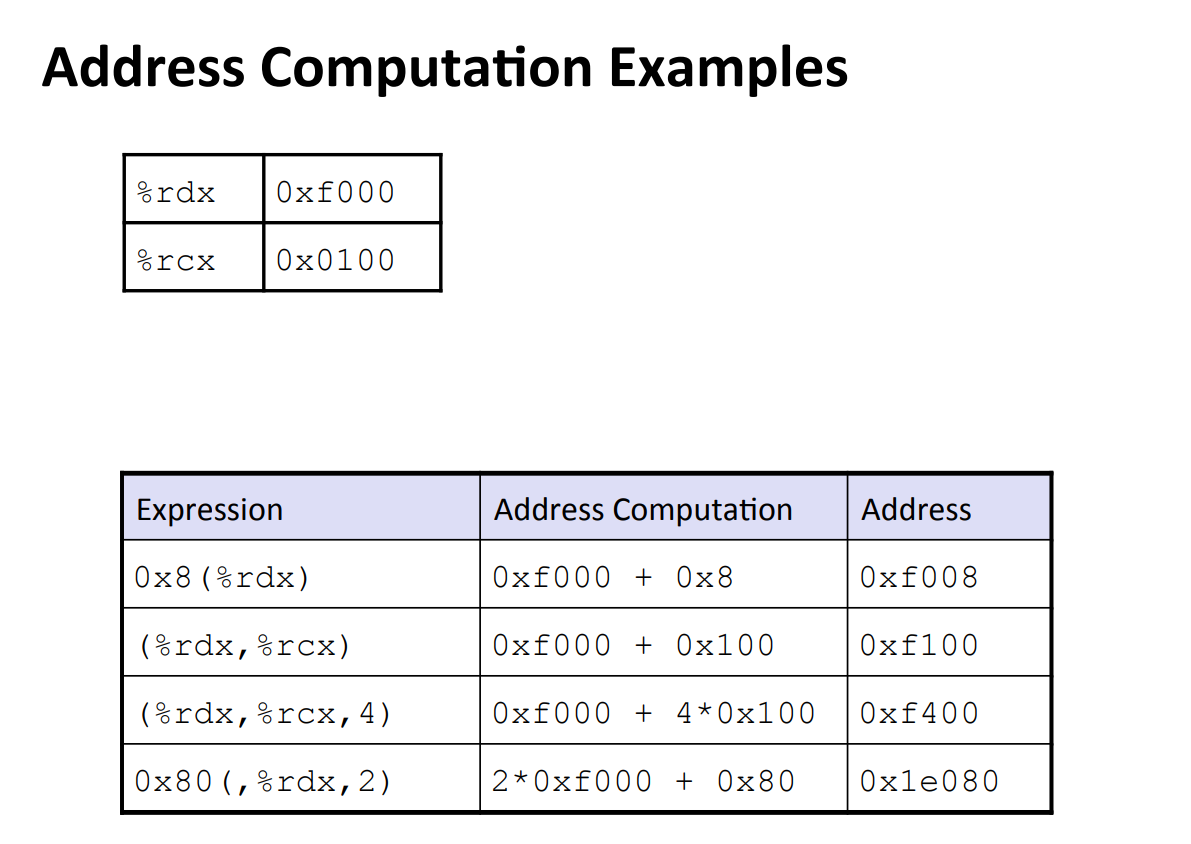 Address Computation Examples
%rdx 0xf000
%rcx 0x0100
Expression Address Computation Address
0x8(%rdx) 0xf000 + 0x8 0xf008
(%rdx,%rcx) 0xf000 + 0x100 0xf100
(%rdx,%rcx,4) 0xf000 + 4*0x100 0xf400
0x80(,%rdx,2) 2*0xf000 + 0x80 0x1e080